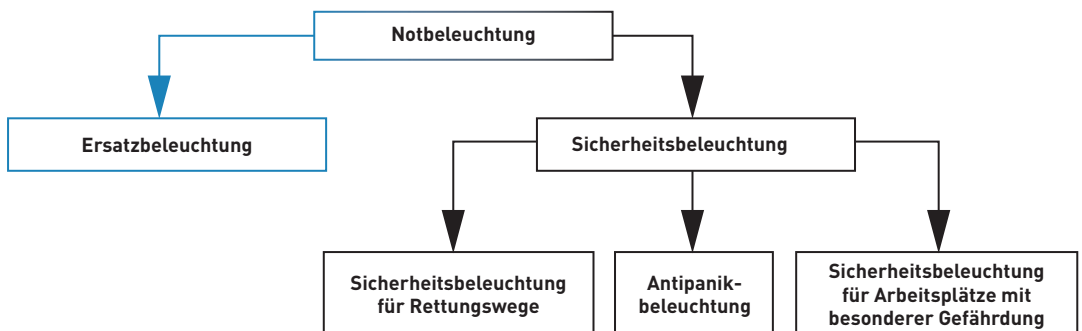 Notbeleuchtung
Ersatzbeleuchtung
Sicherheitsbeleuchtung
Sicherheitsbeleuchtung
für Rettungswege
Antipanik-
beleuchtung
Sicherheitsbeleuchtung
für Arbeitsplätze mit
besonderer Gefährdung